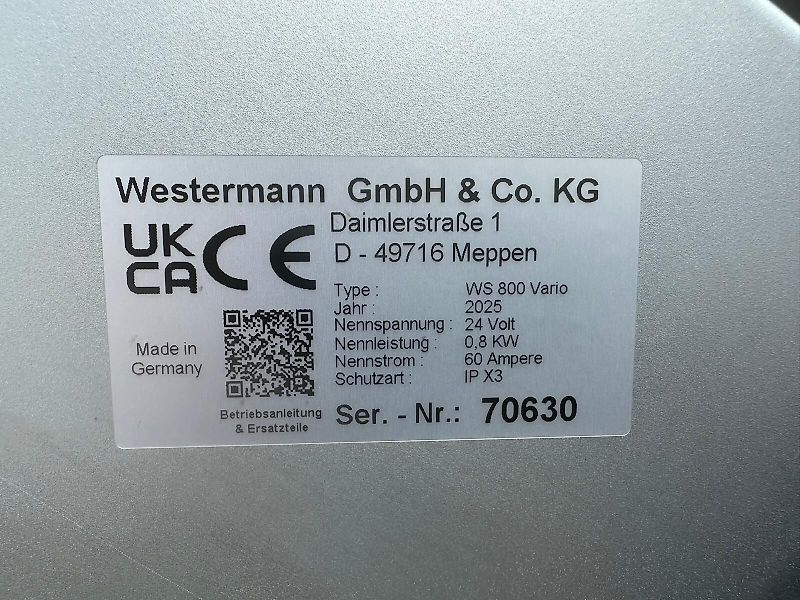 Westermann GmbH & Co. KG
Daimlerstraße 1
D - 49716 Meppen
UK
CA
CE
Type : WS 800 Vario
Jahr : 2025
Nennspannung : 24 Volt
Nennleistung : 0,8 KW
Nennstrom : 60 Ampere
Schutzart : IP X3
Made in
Germany
Betriebsanleitung
& Ersatzteile
Ser. - Nr.: 70630